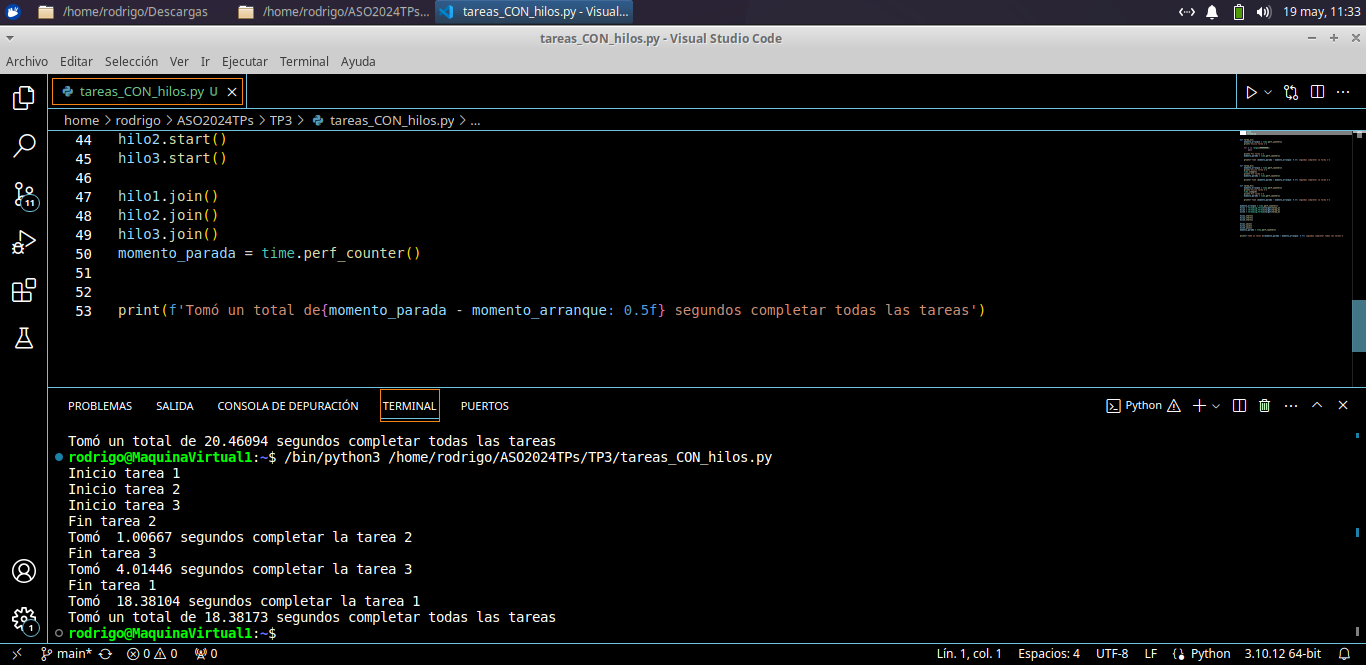 /home/rodrigo/Descargas
/home/rodrigo/ASO2024TPs...
tareas_CON_hilos.py - Visual...
19 may, 11:33
tareas_CON_hilos.py - Visual Studio Code
Archivo Editar Selección Ver Ir Ejecutar Terminal Ayuda
tareas_CON_hilos.py U
home > rodrigo > ASO2024TPs > TP3 > tareas_CON_hilos.py > ...
44 hilo2.start()
45 hilo3.start()
46
47 hilo1.join()
48 hilo2.join()
49 hilo3.join()
50 momento_parada = time.perf_counter()
51
52
53 print(f'Tomó un total de{momento_parada - momento_arranque: 0.5f} segundos completar todas las tareas')
11
PROBLEMAS SALIDA CONSOLA DE DEPURACIÓN TERMINAL PUERTOS
Python
Tomó un total de 20.46094 segundos completar todas las tareas
rodrigo@MaquinaVirtual1:~$ /bin/python3 /home/rodrigo/ASO2024TPs/TP3/tareas_CON_hilos.py
Inicio tarea 1
Inicio tarea 2
Inicio tarea 3
Fin tarea 2
Tomó  1.00667 segundos completar la tarea 2
Fin tarea 3
Tomó  4.01446 segundos completar la tarea 3
Fin tarea 1
Tomó  18.38104 segundos completar la tarea 1
Tomó un total de 18.38173 segundos completar todas las tareas
rodrigo@MaquinaVirtual1:~$
1
main* 0 0 0
Lín. 1, col. 1 Espacios: 4 UTF-8 LF Python 3.10.12 64-bit